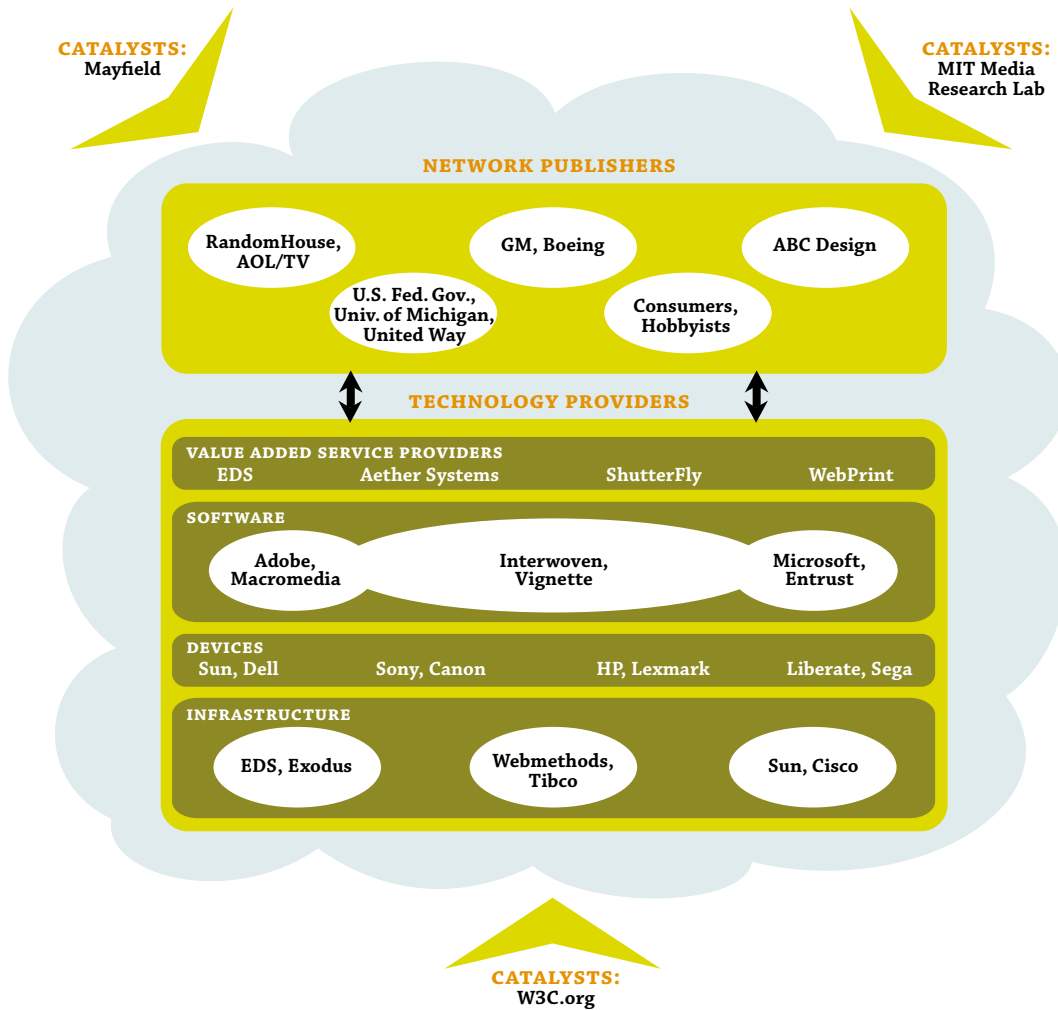 CATALYSTS:
Mayfield
CATALYSTS:
MIT Media
Research Lab
NETWORK PUBLISHERS
RandomHouse,
AOL/TV
GM, Boeing
ABC Design
U.S. Fed. Gov.,
Univ. of Michigan,
United Way
Consumers,
Hobbyists
TECHNOLOGY PROVIDERS
VALUE ADDED SERVICE PROVIDERS
EDS Aether Systems ShutterFly WebPrint
SOFTWARE
Adobe,
Macromedia
Interwoven,
Vignette
Microsoft,
Entrust
DEVICES
Sun, Dell Sony, Canon HP, Lexmark Liberate, Sega
INFRASTRUCTURE
EDS, Exodus
Webmethods,
Tibco
Sun, Cisco
CATALYSTS:
W3C.org